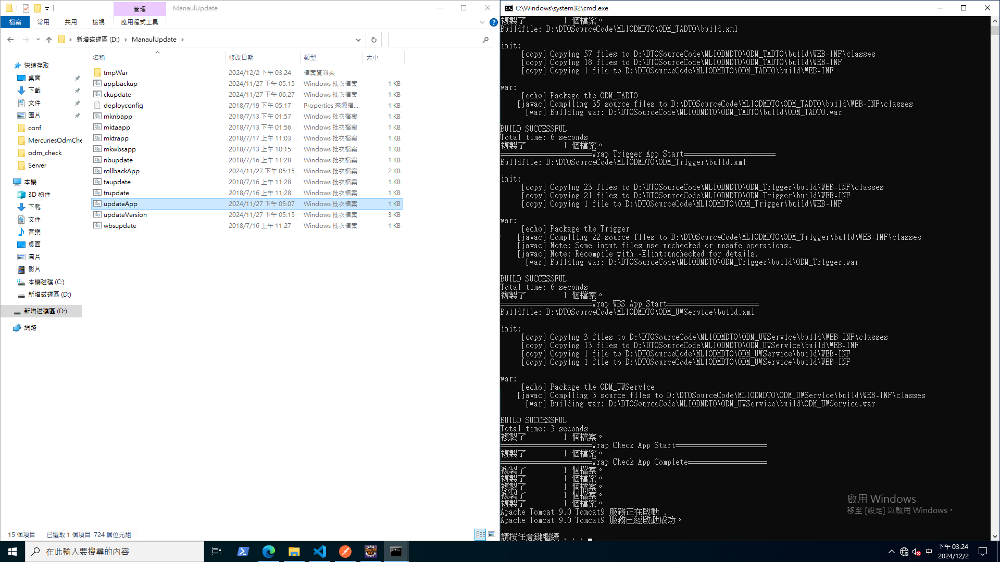 管理
ManaulUpdate
檔案
常用
共用
檢視
應用程式工具
新增磁碟區 (D:)
ManaulUpdate
名稱
修改日期
類型
大小
tmpWar 2024/12/2 下午 03:24 檔案資料夾
appbackup 2024/11/27 下午 05:15 Windows 批次檔案 1 KB
ckupdate 2024/11/27 下午 06:27 Windows 批次檔案 1 KB
deployconfig 2018/7/19 下午 05:17 Properties 來源檔... 1 KB
mknbapp 2018/7/13 下午 01:57 Windows 批次檔案 1 KB
mktaapp 2018/7/13 下午 01:56 Windows 批次檔案 1 KB
mktrapp 2018/7/17 上午 11:03 Windows 批次檔案 1 KB
mkwbsapp 2018/7/13 上午 10:15 Windows 批次檔案 1 KB
nbupdate 2018/7/16 上午 11:28 Windows 批次檔案 1 KB
rollbackApp 2024/11/27 下午 05:15 Windows 批次檔案 2 KB
taupdate 2018/7/16 上午 11:28 Windows 批次檔案 1 KB
trupdate 2018/7/16 上午 11:28 Windows 批次檔案 1 KB
updateApp 2024/11/27 下午 05:07 Windows 批次檔案 1 KB
updateVersion 2024/11/27 下午 05:15 Windows 批次檔案 3 KB
wbsupdate 2018/7/16 上午 11:27 Windows 批次檔案 1 KB
快速存取
桌面
下載
文件
圖片
conf
MercuriesOdmChe
odm_check
Server
本機
3D 物件
下載
文件
音樂
桌面
圖片
影片
本機磁碟 (C:)
新增磁碟區 (D:)
新增磁碟區 (D:)
網路
15 個項目 已選取 1 個項目 724 個位元組
C:\Windows\system32\cmd.exe
複製了 1 個檔案。
Buildfile: D:\DTOSourceCode\MLIODMDTO\ODM_TADTO\build.xml
init:
[copy] Copying 57 files to D:\DTOSourceCode\MLIODMDTO\ODM_TADTO\build\WEB-INF\classes
[copy] Copying 18 files to D:\DTOSourceCode\MLIODMDTO\ODM_TADTO\build\WEB-INF
[copy] Copying 1 file to D:\DTOSourceCode\MLIODMDTO\ODM_TADTO\build\WEB-INF
war:
[echo] Package the ODM_TADTO
[javac] Compiling 35 source files to D:\DTOSourceCode\MLIODMDTO\ODM_TADTO\build\WEB-INF\classes
[war] Building war: D:\DTOSourceCode\MLIODMDTO\ODM_TADTO\build\ODM_TADTO.war
BUILD SUCCESSFUL
Total time: 6 seconds
複製了 1 個檔案。
======================Wrap Trigger App Start======================
Buildfile: D:\DTOSourceCode\MLIODMDTO\ODM_Trigger\build.xml
init:
[copy] Copying 23 files to D:\DTOSourceCode\MLIODMDTO\ODM_Trigger\build\WEB-INF\classes
[copy] Copying 21 files to D:\DTOSourceCode\MLIODMDTO\ODM_Trigger\build\WEB-INF
[copy] Copying 1 file to D:\DTOSourceCode\MLIODMDTO\ODM_Trigger\build\WEB-INF
war:
[echo] Package the Trigger
[javac] Compiling 22 source files to D:\DTOSourceCode\MLIODMDTO\ODM_Trigger\build\WEB-INF\classes
[javac] Note: Some input files use unchecked or unsafe operations.
[javac] Note: Recompile with -Xlint:unchecked for details.
[war] Building war: D:\DTOSourceCode\MLIODMDTO\ODM_Trigger\build\ODM_Trigger.war
BUILD SUCCESSFUL
Total time: 6 seconds
複製了 1 個檔案。
======================Wrap WBS App Start======================
Buildfile: D:\DTOSourceCode\MLIODMDTO\ODM_UWService\build.xml
init:
[copy] Copying 3 files to D:\DTOSourceCode\MLIODMDTO\ODM_UWService\build\WEB-INF\classes
[copy] Copying 13 files to D:\DTOSourceCode\MLIODMDTO\ODM_UWService\build\WEB-INF
[copy] Copying 1 file to D:\DTOSourceCode\MLIODMDTO\ODM_UWService\build\WEB-INF
[copy] Copying 1 file to D:\DTOSourceCode\MLIODMDTO\ODM_UWService\build\WEB-INF
war:
[echo] Package the ODM_UWService
[javac] Compiling 3 source files to D:\DTOSourceCode\MLIODMDTO\ODM_UWService\build\WEB-INF\classes
[war] Building war: D:\DTOSourceCode\MLIODMDTO\ODM_UWService\build\ODM_UWService.war
BUILD SUCCESSFUL
Total time: 3 seconds
複製了 1 個檔案。
======================Wrap Check App Start======================
複製了 1 個檔案。
======================Wrap Check App Complete===================
複製了 1 個檔案。
複製了 1 個檔案。
複製了 1 個檔案。
複製了 1 個檔案。
複製了 1 個檔案。
Apache Tomcat 9.0 Tomcat9 服務正在啟動 .
Apache Tomcat 9.0 Tomcat9 服務已經啟動成功。
請按任意鍵繼續 . . .
啟用 Windows
移至 [設定] 以啟用 Windows。
在此輸入要搜尋的內容
中
下午 03:24
2024/12/2